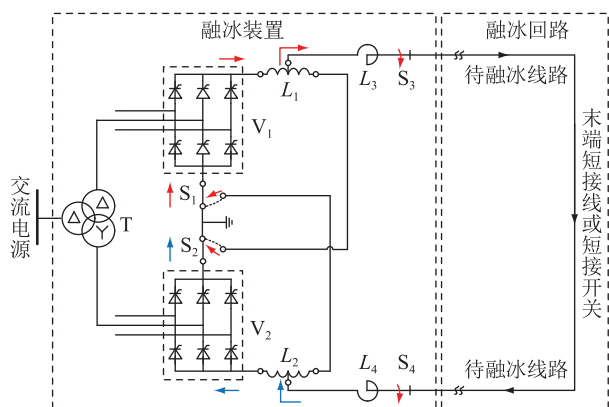 融冰装置
融冰回路
L₁
L₃
S₃
待融冰线路
V₁
S₁
交流电源
T
末端短接线或短接开关
S₂
V₂
L₂
L₄
S₄
待融冰线路